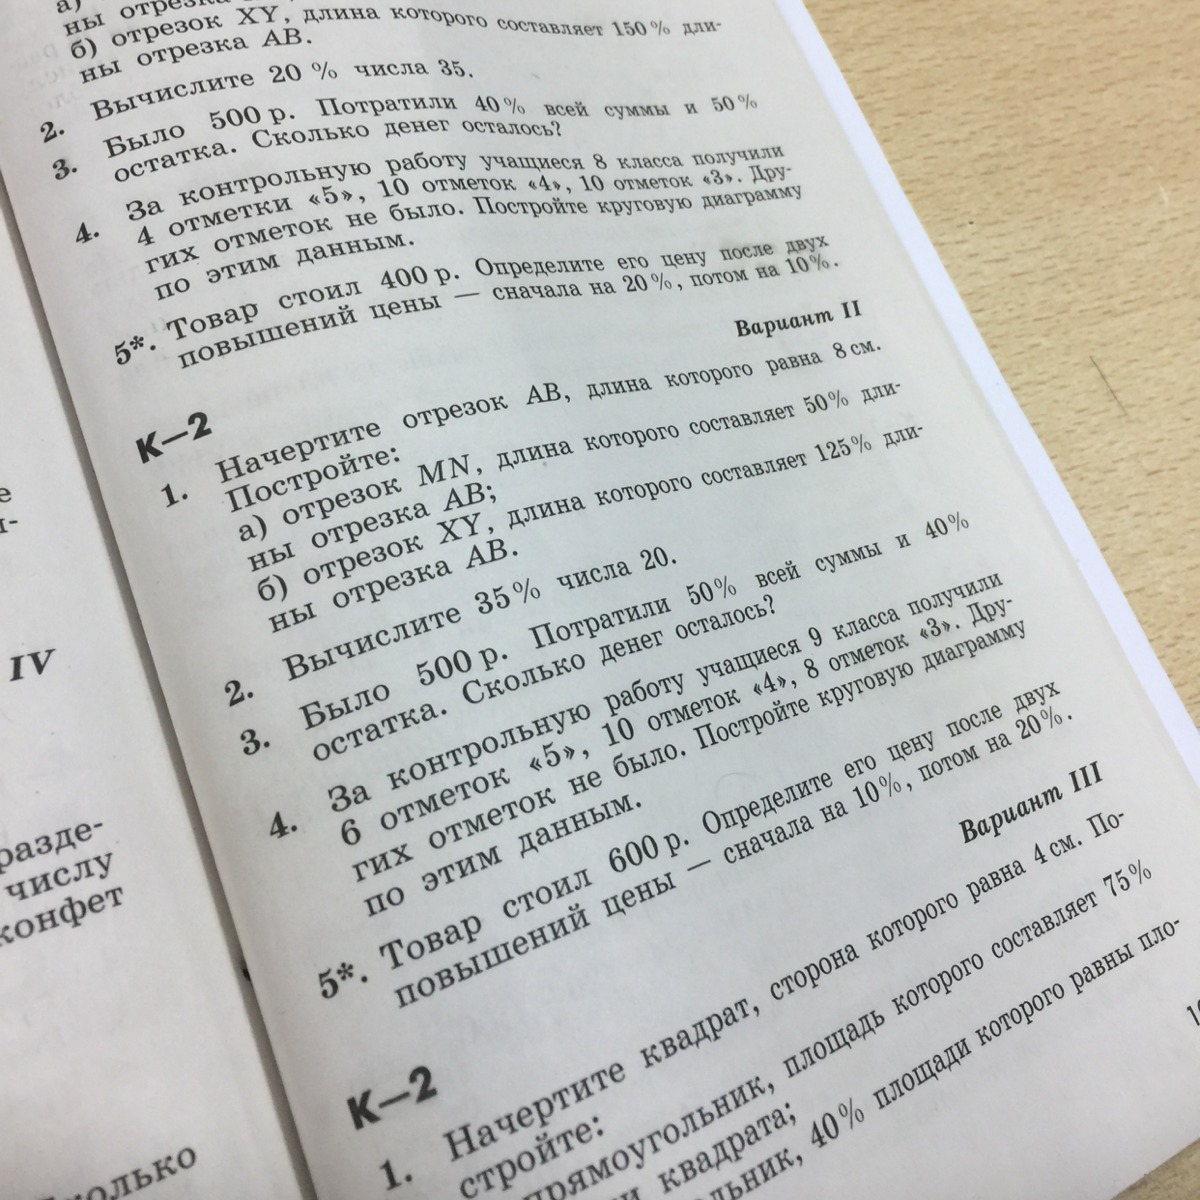 а)
ны отрезка
б) отрезок XY, длина которого составляет 150% дли-
ны отрезка AB.
2. Вычислите 20 % числа 35.
3. Было 500 р. Потратили 40% всей суммы и 50%
остатка. Сколько денег осталось?
4. За контрольную работу учащиеся 8 класса получили
4 отметки «5», 10 отметок «4», 10 отметок «3». Дру-
гих отметок не было. Постройте круговую диаграмму
по этим данным.
5*. Товар стоил 400 р. Определите его цену после двух
повышений цены — сначала на 20%, потом на 10%.
К—2
Вариант II
1. Начертите отрезок AB, длина которого равна 8 см.
Постройте:
а) отрезок MN, длина которого составляет 50% дли-
ны отрезка AB;
б) отрезок XY, длина которого составляет 125% дли-
ны отрезка AB.
2. Вычислите 35% числа 20.
3. Было 500 р. Потратили 50% всей суммы и 40%
остатка. Сколько денег осталось?
4. За контрольную работу учащиеся 9 класса получили
6 отметок «5», 10 отметок «4», 8 отметок «3». Дру-
гих отметок не было. Постройте круговую диаграмму
по этим данным.
5*. Товар стоил 600 р. Определите его цену после двух
повышений цены — сначала на 10%, потом на 20%.
К—2
Вариант III
1. Начертите квадрат, сторона которого равна 4 см. По-
стройте:
прямоугольник, площадь которого составляет 75%
квадрата;
льник, 40% площади которого равны пло-
IV
разде-
числу
конфет
колько